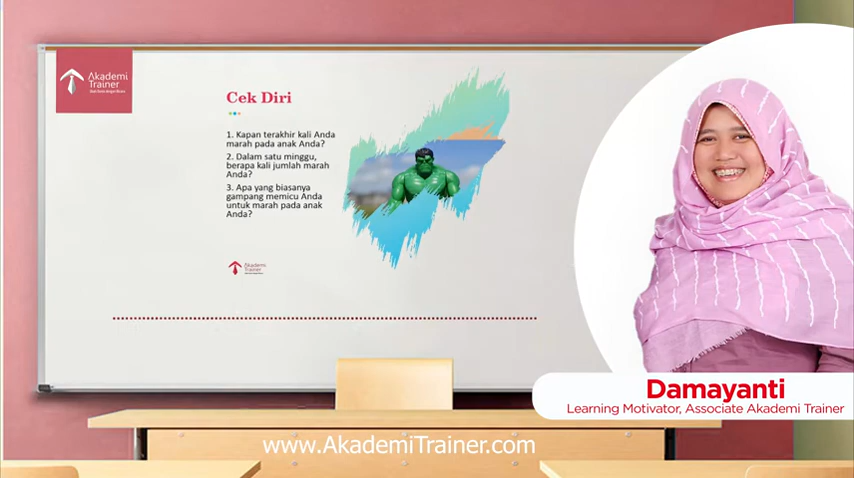 Akademi
Trainer
Cek Diri
1. Kapan terakhir kali Anda
marah pada anak Anda?
2. Dalam satu minggu,
berapa kali jumlah marah
Anda?
3. Apa yang biasanya
gampang memicu Anda
untuk marah pada anak
Anda?
Akademi
Trainer
Damayanti
Learning Motivator, Associate Akademi Trainer
www.AkademiTrainer.com